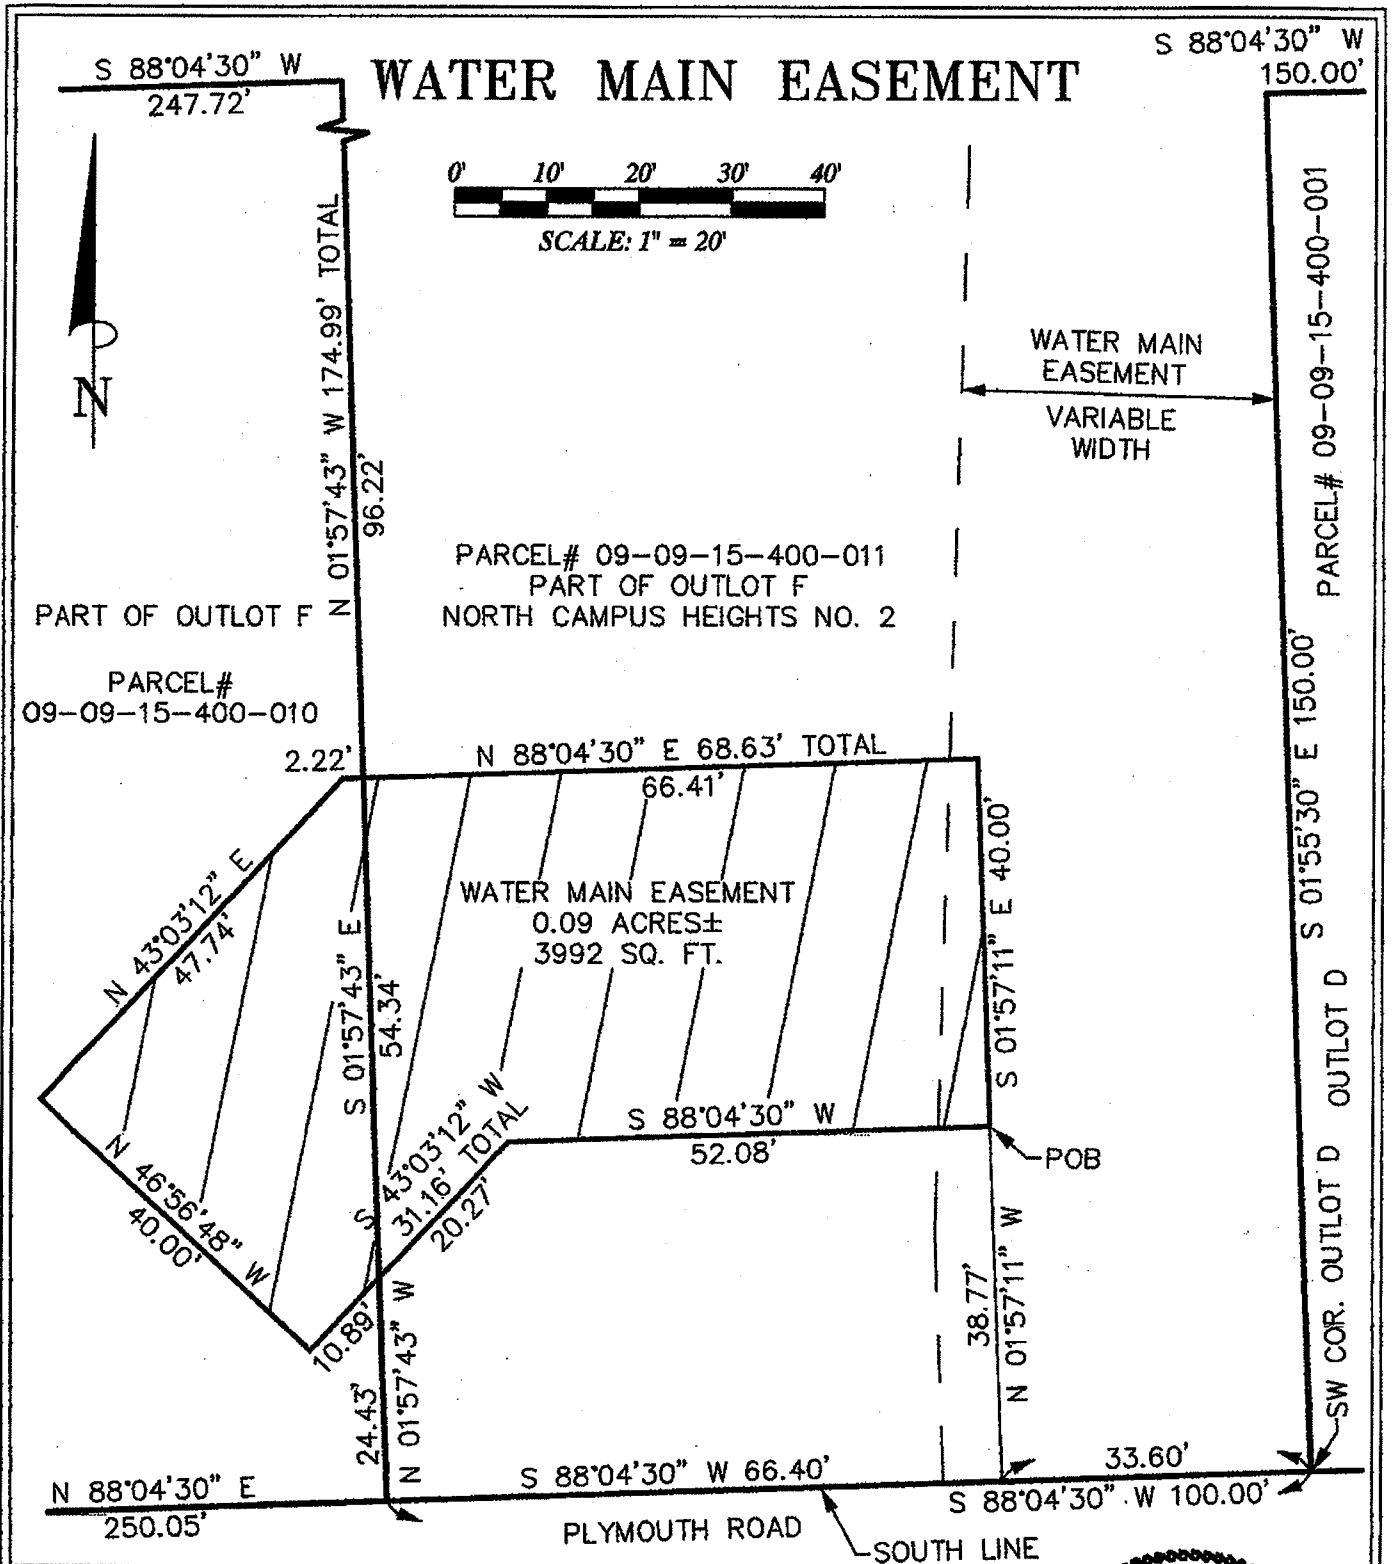 S 88°04'30" W
247.72'
WATER MAIN EASEMENT
S 88°04'30" W
150.00'
0' 10' 20' 30' 40'
SCALE: 1" = 20'
N
N 01°57'43" W 174.99' TOTAL
96.22'
WATER MAIN
EASEMENT
VARIABLE
WIDTH
PARCEL# 09-09-15-400-001
S 01°55'30" E 150.00'
PARCEL# 09-09-15-400-011
PART OF OUTLOT F
NORTH CAMPUS HEIGHTS NO. 2
PART OF OUTLOT F
PARCEL#
09-09-15-400-010
2.22'
N 88°04'30" E 68.63' TOTAL
66.41'
WATER MAIN EASEMENT
0.09 ACRES±
3992 SQ. FT.
N 43°03'12" E
47.74'
S 01°57'43" E
54.34'
S 01°57'11" E 40.00'
S 88°04'30" W
52.08'
POB
S 43°03'12" W
31.16' TOTAL
20.27'
N 46°56'48" W
40.00'
10.89'
24.43'
N 01°57'43" W
38.77'
N 01°57'11" W
OUTLOT D
SW COR. OUTLOT D
N 88°04'30" E
250.05'
S 88°04'30" W 66.40'
33.60'
S 88°04'30" W 100.00'
PLYMOUTH ROAD
SOUTH LINE